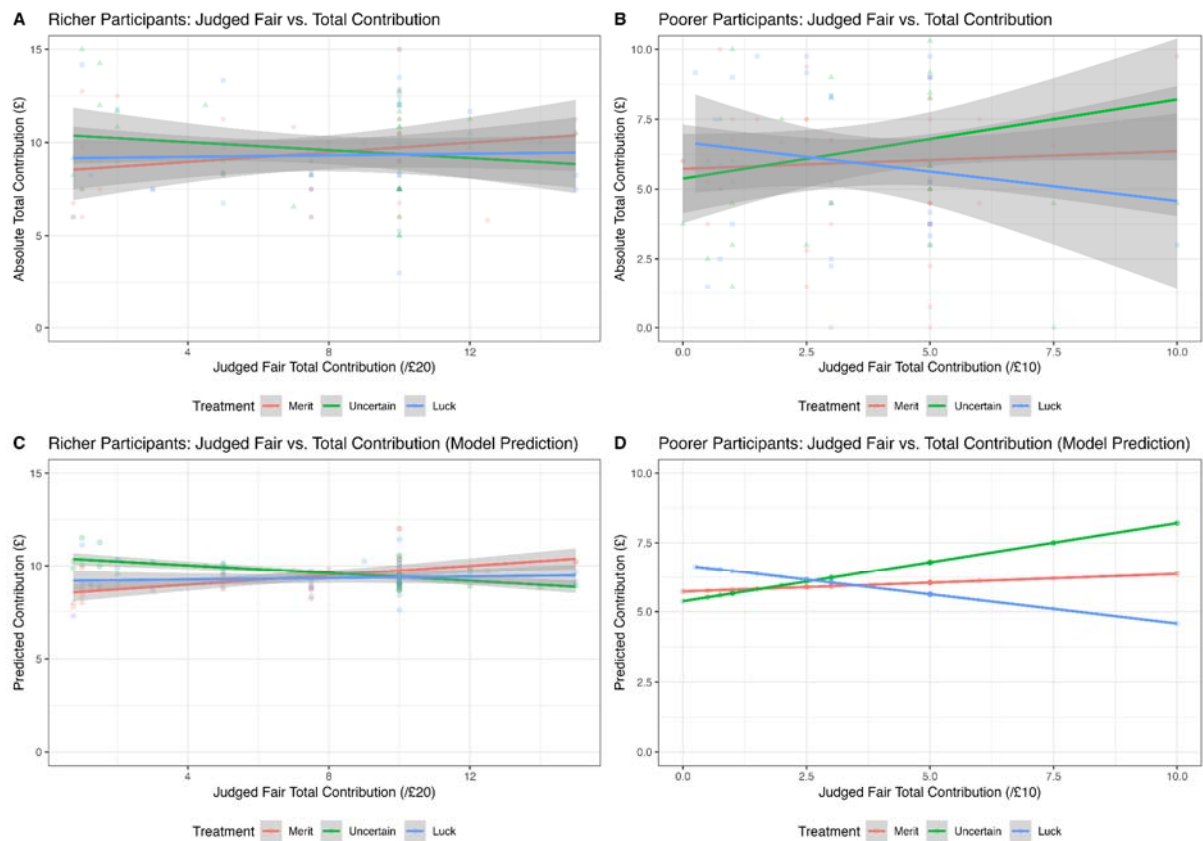 A Richer Participants: Judged Fair vs. Total Contribution
Absolute Total Contribution (£)
15
10
5
0
4 8 12
Judged Fair Total Contribution (/£20)
Treatment Merit Uncertain Luck
B Poorer Participants: Judged Fair vs. Total Contribution
Absolute Total Contribution (£)
10.0
7.5
5.0
2.5
0.0
0.0 2.5 5.0 7.5 10.0
Judged Fair Total Contribution (/£10)
Treatment Merit Uncertain Luck
C Richer Participants: Judged Fair vs. Total Contribution (Model Prediction)
Predicted Contribution (£)
15
10
5
0
4 8 12
Judged Fair Total Contribution (/£20)
Treatment Merit Uncertain Luck
D Poorer Participants: Judged Fair vs. Total Contribution (Model Prediction)
Predicted Contribution (£)
10.0
7.5
5.0
2.5
0.0
0.0 2.5 5.0 7.5 10.0
Judged Fair Total Contribution (/£10)
Treatment Merit Uncertain Luck